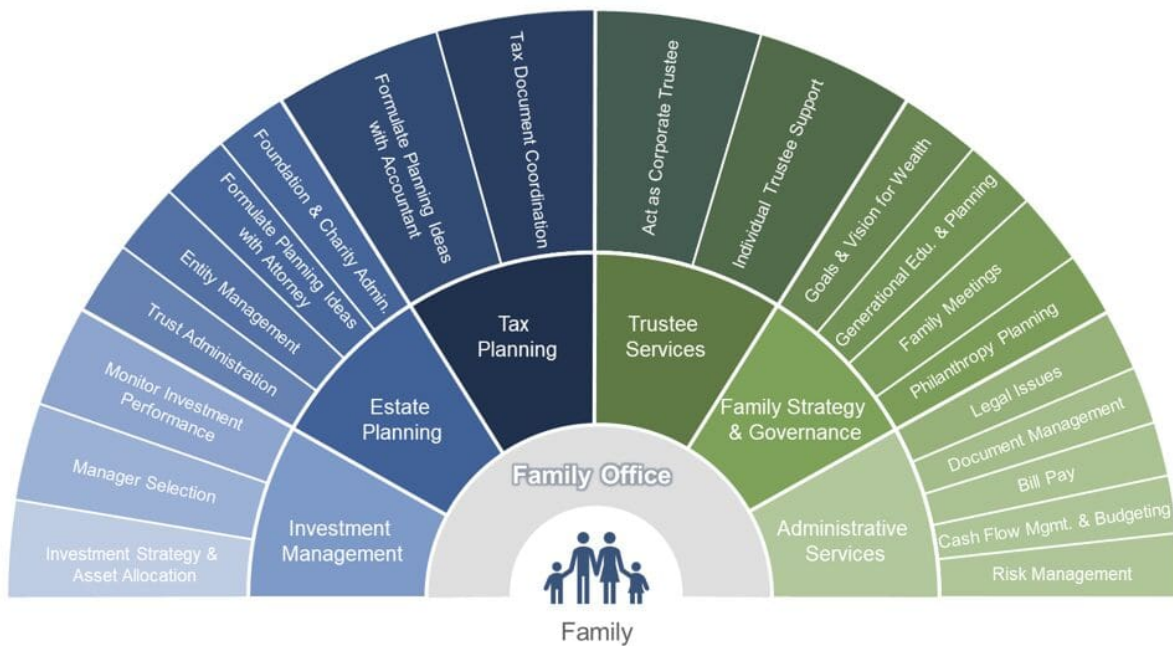 Investment Strategy &
Asset Allocation
Manager Selection
Monitor Investment
Performance
Trust Administration
Entity Management
Formulate Planning Ideas
with Attorney
Foundation & Charity Admin.
Formulate Planning Ideas
with Accountant
Tax Document Coordination
Act as Corporate Trustee
Individual Trustee Support
Goals & Vision for Wealth
Generational Edu. & Planning
Family Meetings
Philanthropy Planning
Legal Issues
Document Management
Bill Pay
Cash Flow Mgmt. & Budgeting
Risk Management
Investment
Management
Estate
Planning
Tax
Planning
Trustee
Services
Family Strategy
& Governance
Administrative
Services
Family Office
Family